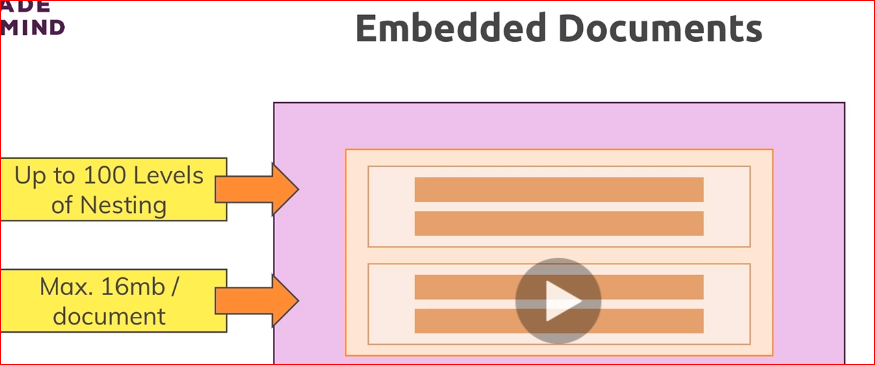 ADE
MIND
Embedded Documents
Up to 100 Levels
of Nesting
Max. 16mb /
document